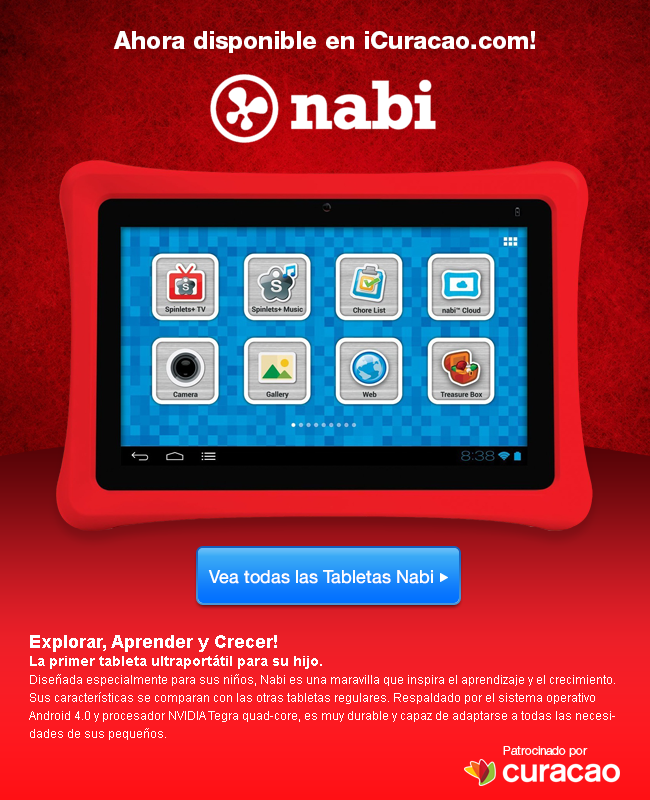 Ahora disponible en iCuracao.com!
nabi
Spinlets+ TV
Spinlets+ Music
Chore List
nabi™ Cloud
Camera
Gallery
Web
Treasure Box
8:38
Vea todas las Tabletas Nabi
Explorar, Aprender y Crecer!
La primer tableta ultraportátil para su hijo.
Diseñada especialmente para sus niños, Nabi es una maravilla que inspira el aprendizaje y el crecimiento.
Sus características se comparan con las otras tabletas regulares. Respaldado por el sistema operativo
Android 4.0 y procesador NVIDIA Tegra quad-core, es muy durable y capaz de adaptarse a todas las necesi-
dades de sus pequeños.
Patrocinado por
curacao